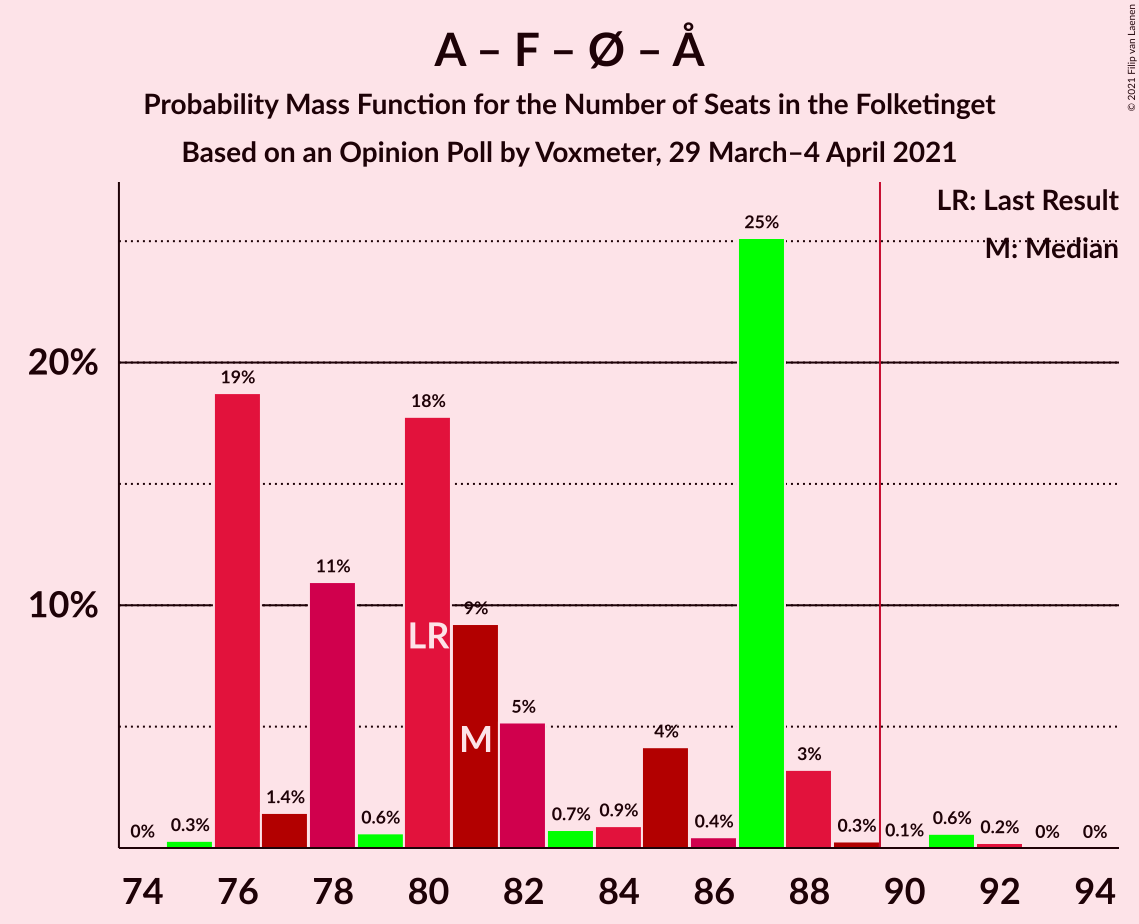 A – F – Ø – Å
Probability Mass Function for the Number of Seats in the Folketinget
Based on an Opinion Poll by Voxmeter, 29 March–4 April 2021
© 2021 Filip van Laenen
LR: Last Result
M: Median
20%
10%
0%
0.3%
19%
1.4%
11%
0.6%
18%
9%
5%
0.7%
0.9%
4%
0.4%
25%
3%
0.3%
0.1%
0.6%
0.2%
0%
0%
LR
M
74 76 78 80 82 84 86 88 90 92 94